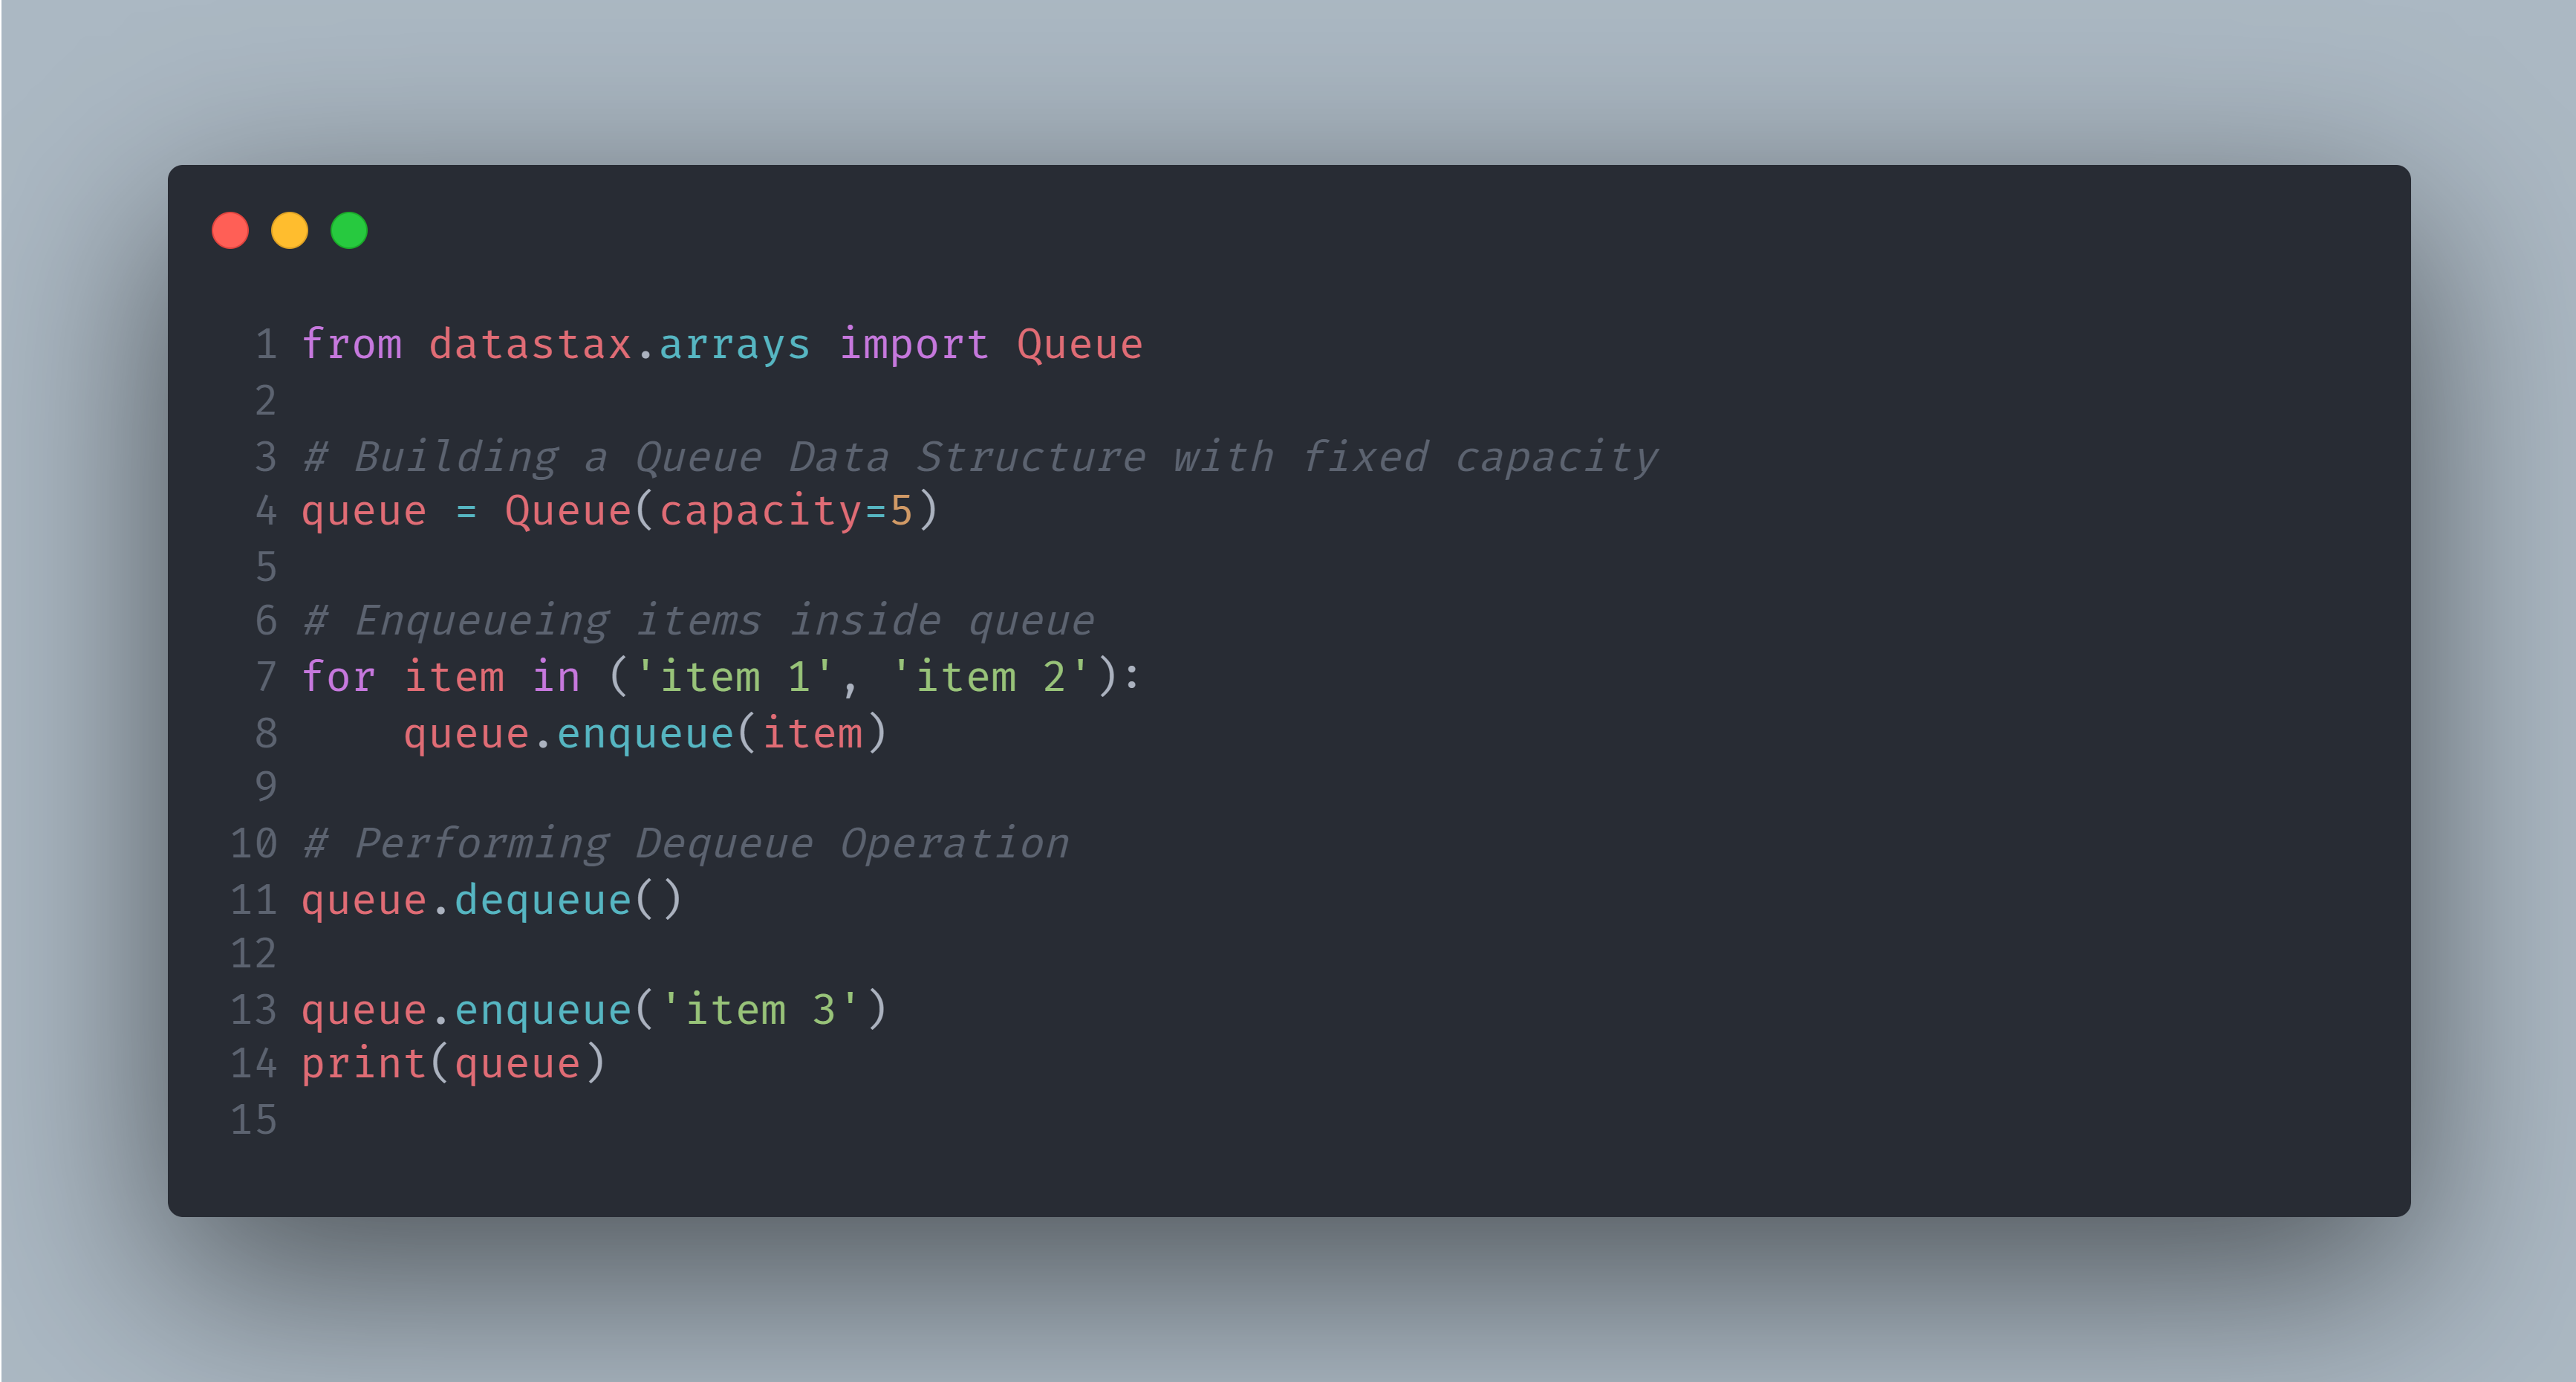 1 from datastax.arrays import Queue
2
3 # Building a Queue Data Structure with fixed capacity
4 queue = Queue(capacity=5)
5
6 # Enqueueing items inside queue
7 for item in ('item 1', 'item 2'):
8     queue.enqueue(item)
9
10 # Performing Dequeue Operation
11 queue.dequeue()
12
13 queue.enqueue('item 3')
14 print(queue)
15